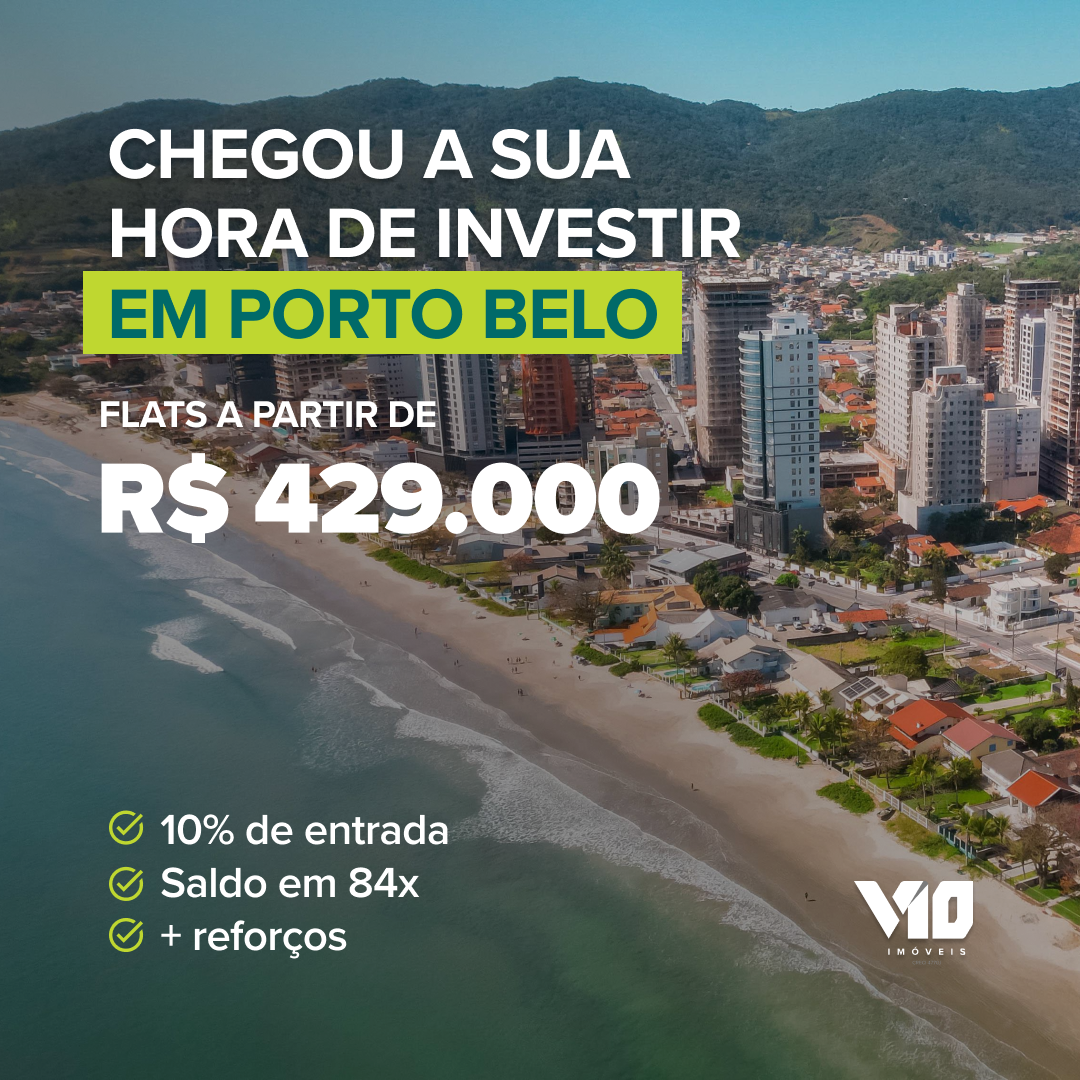 CHEGOU A SUA
HORA DE INVESTIR
EM PORTO BELO
FLATS A PARTIR DE
R$ 429.000
10% de entrada
Saldo em 84x
+ reforços
V10
IMÓVEIS